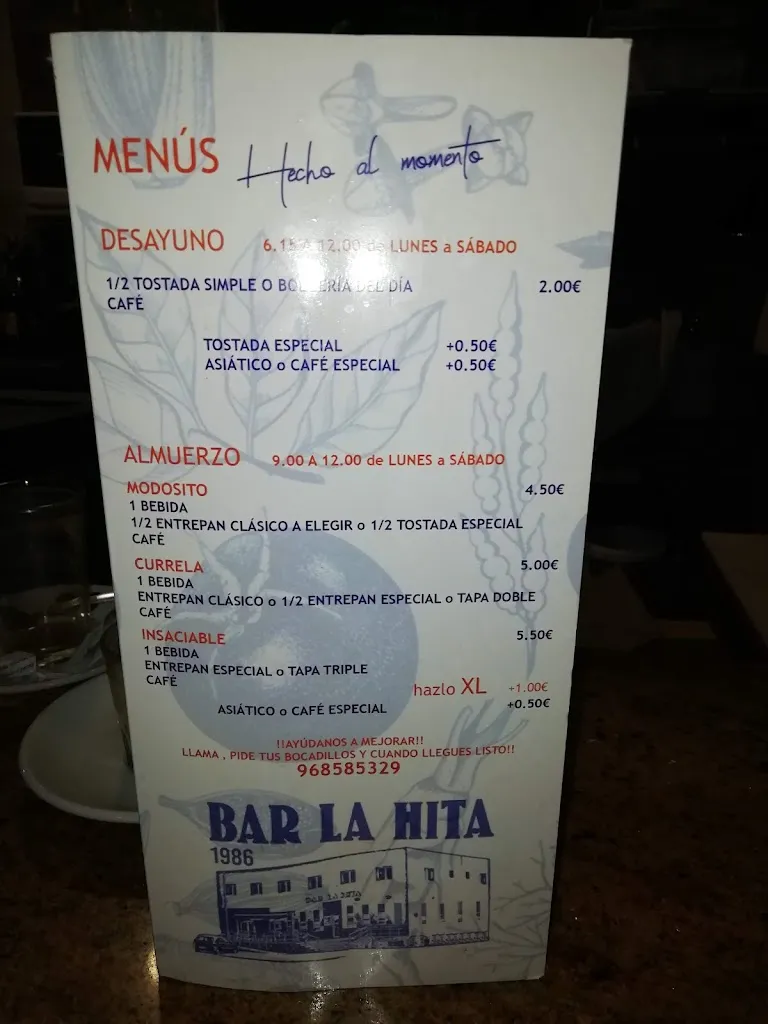 MENÚS Hecho al momento
DESAYUNO 6.15 A 12.00 de LUNES a SÁBADO
1/2 TOSTADA SIMPLE O BOLLERÍA DEL DÍA 2.00€
CAFÉ
TOSTADA ESPECIAL +0.50€
ASIÁTICO o CAFÉ ESPECIAL +0.50€
ALMUERZO 9.00 A 12.00 de LUNES a SÁBADO
MODOSITO 4.50€
1 BEBIDA
1/2 ENTREPAN CLÁSICO A ELEGIR o 1/2 TOSTADA ESPECIAL
CAFÉ
CURRELA 5.00€
1 BEBIDA
ENTREPAN CLÁSICO o 1/2 ENTREPAN ESPECIAL o TAPA DOBLE
CAFÉ
INSACIABLE 5.50€
1 BEBIDA
ENTREPAN ESPECIAL o TAPA TRIPLE
CAFÉ
hazlo XL +1.00€
ASIÁTICO o CAFÉ ESPECIAL +0.50€
!!AYÚDANOS A MEJORAR!!
LLAMA , PIDE TUS BOCADILLOS Y CUANDO LLEGUES LISTO!!
968585329
BAR LA HITA
1986
BAR LA HITA